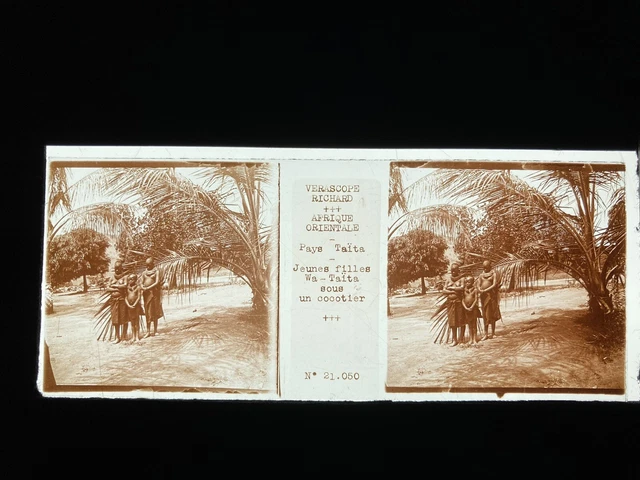 VERASCOPE
RICHARD
+++
AFRIQUE
ORIENTALE
—
Pays Taïta
—
Jeunes filles
Wa-Taïta
sous
un cocotier
+++
N° 21.050